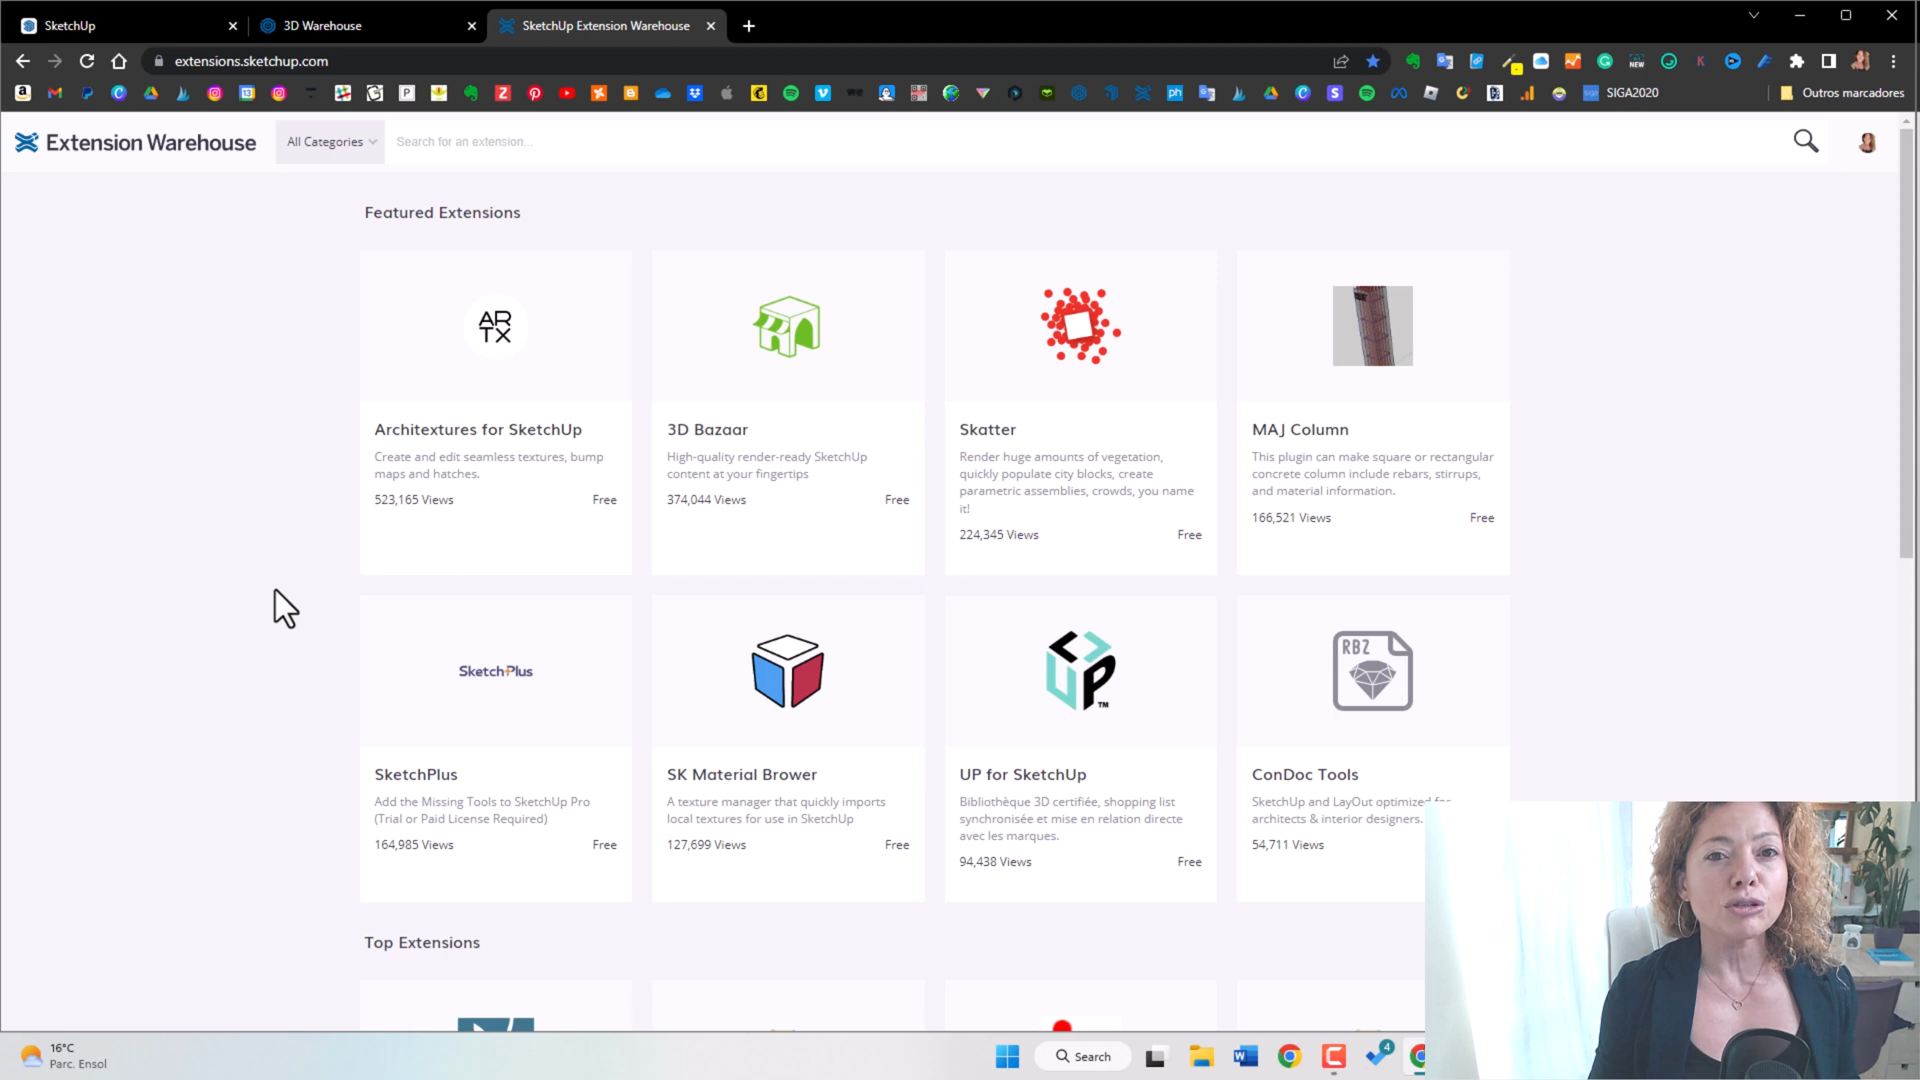 SketchUp
3D Warehouse
SketchUp Extension Warehouse
extensions.sketchup.com
NEW
SIGA2020
Outros marcadores
Extension Warehouse
All Categories
Search for an extension...
Featured Extensions
AR
TX
Architextures for SketchUp
Create and edit seamless textures, bump
maps and hatches.
523,165 Views
Free
3D Bazaar
High-quality render-ready SketchUp
content at your fingertips
374,044 Views
Free
Skatter
Render huge amounts of vegetation,
quickly populate city blocks, create
parametric assemblies, crowds, you name
it!
224,345 Views
Free
MAJ Column
This plugin can make square or rectangular
concrete column include rebars, stirrups,
and material information.
166,521 Views
Free
SketchPlus
SketchPlus
Add the Missing Tools to SketchUp Pro
(Trial or Paid License Required)
164,985 Views
Free
SK Material Brower
A texture manager that quickly imports
local textures for use in SketchUp
127,699 Views
Free
UP™
UP for SketchUp
Bibliothèque 3D certifiée, shopping list
synchronisée et mise en relation directe
avec les marques.
94,438 Views
Free
RBZ
ConDoc Tools
SketchUp and LayOut optimized for
architects & interior designers.
54,711 Views
Top Extensions
16°C
Parc. Ensol
Search
4